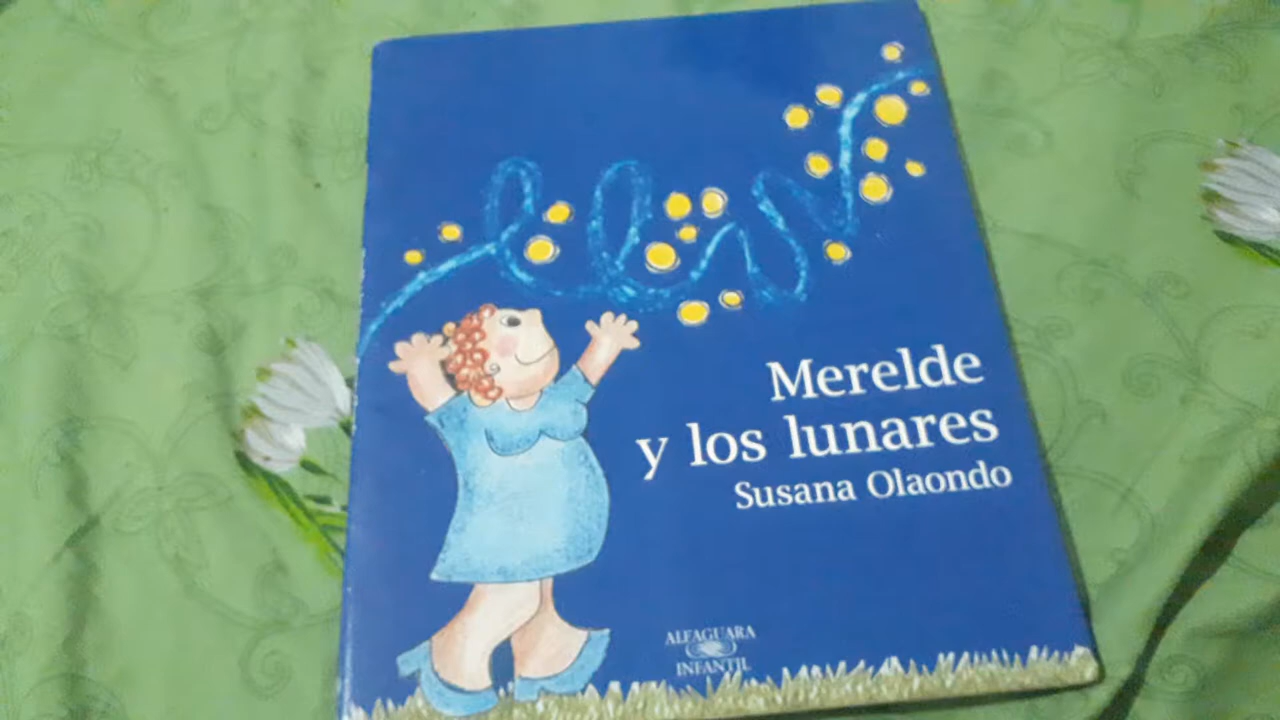 Merelde
y los lunares
Susana Olaondo
ALFAGUARA
INFANTIL